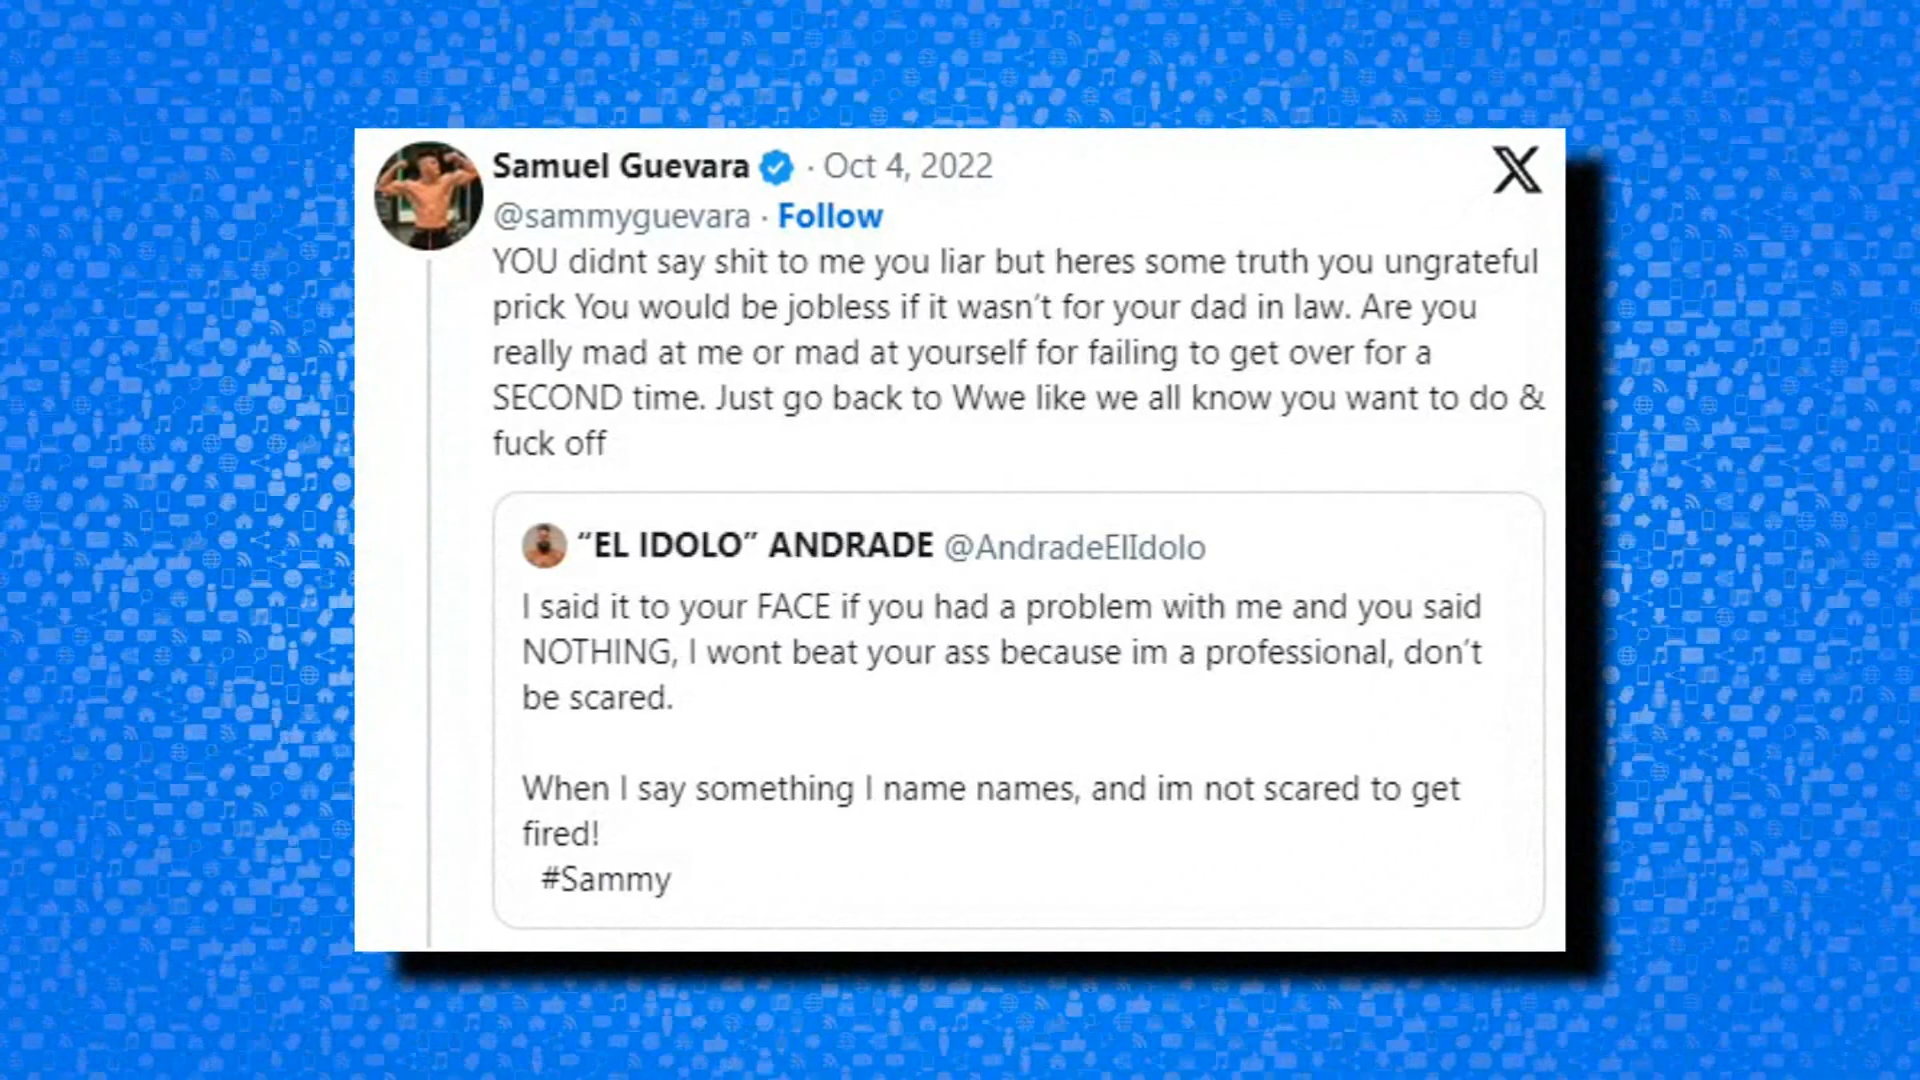 Samuel Guevara · Oct 4, 2022
@sammyguevara · Follow
YOU didnt say shit to me you liar but heres some truth you ungrateful
prick You would be jobless if it wasn't for your dad in law. Are you
really mad at me or mad at yourself for failing to get over for a
SECOND time. Just go back to Wwe like we all know you want to do &
fuck off
“EL IDOLO” ANDRADE @AndradeElIdolo
I said it to your FACE if you had a problem with me and you said
NOTHING, I wont beat your ass because im a professional, don't
be scared.
When I say something I name names, and im not scared to get
fired!
#Sammy